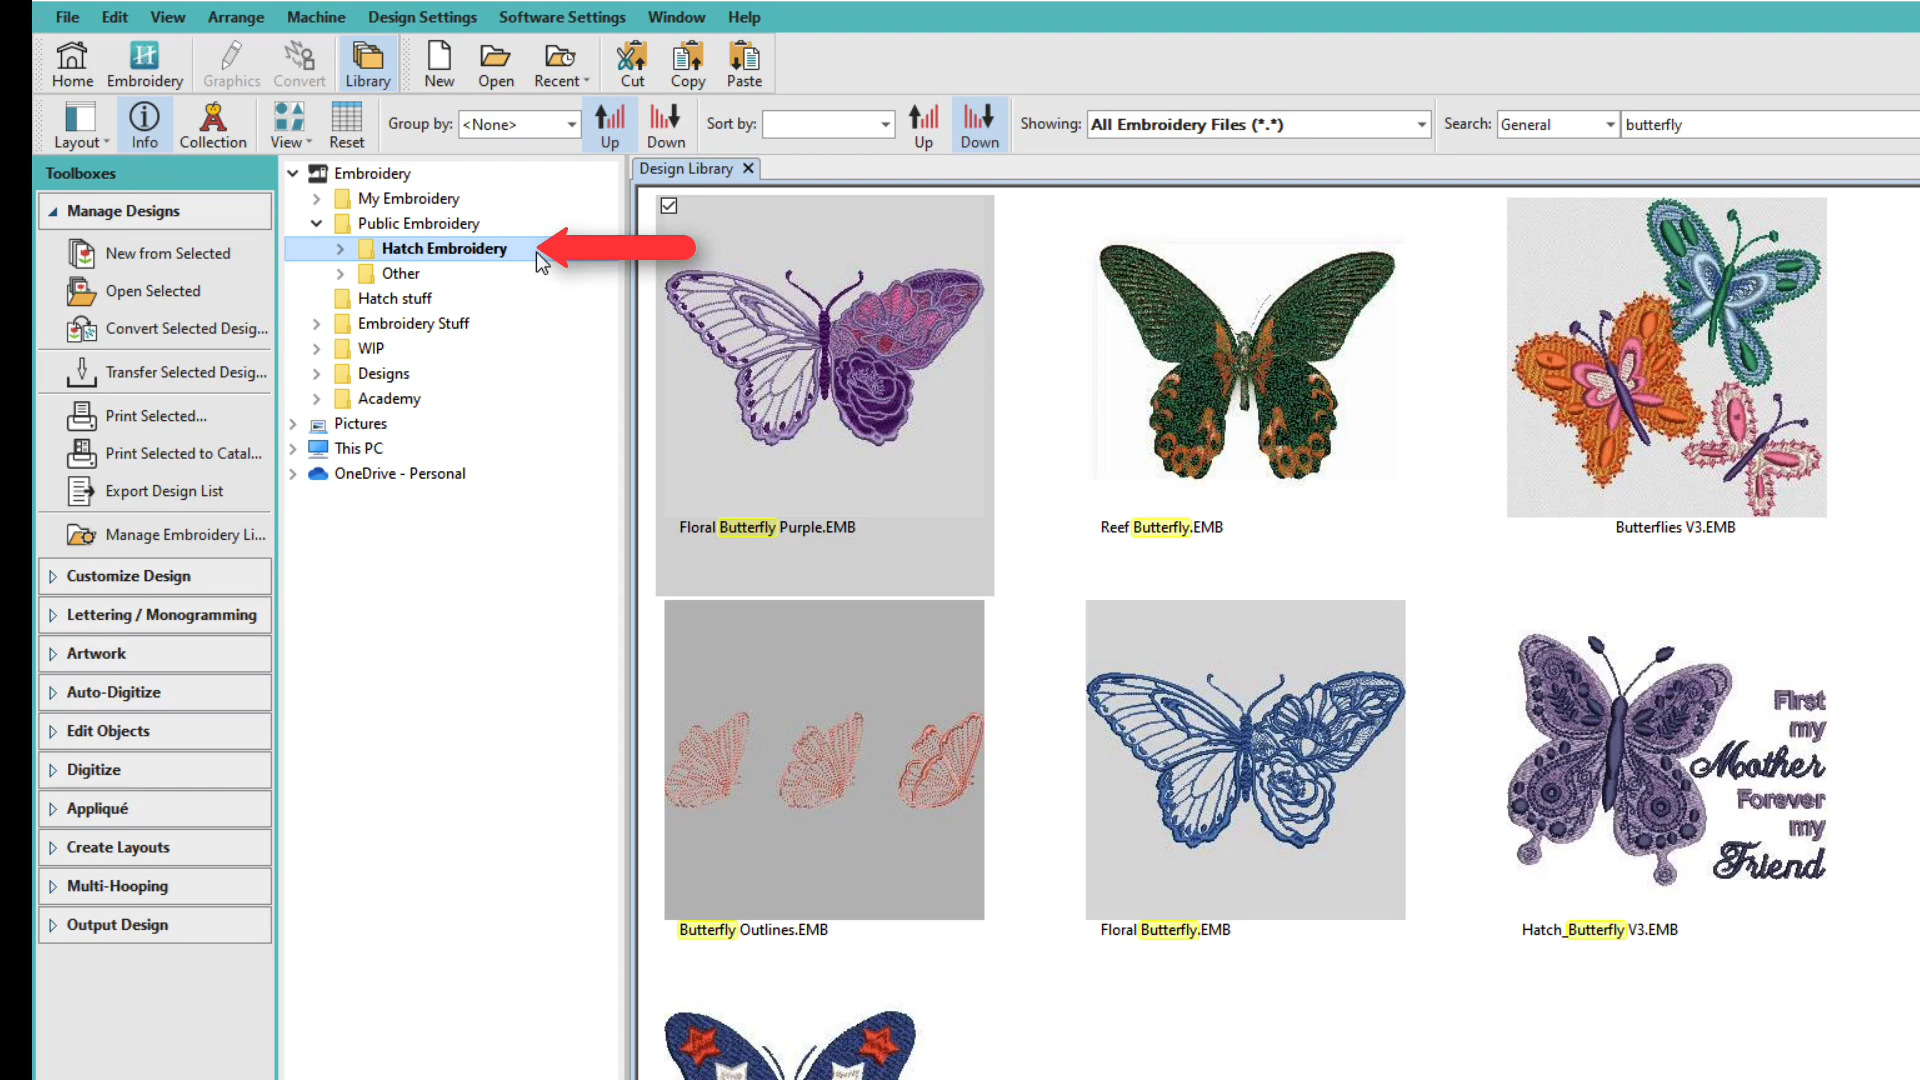 File Edit View Arrange Machine Design Settings Software Settings Window Help
Home Embroidery Graphics Convert Library New Open Recent Cut Copy Paste
Layout Info Collection View Reset Group by: <None> Up Down Sort by: Up Down Showing: All Embroidery Files (*.*) Search: General butterfly
Toolboxes
Manage Designs
New from Selected
Open Selected
Convert Selected Desig...
Transfer Selected Desig...
Print Selected...
Print Selected to Catal...
Export Design List
Manage Embroidery Li...
Customize Design
Lettering / Monogramming
Artwork
Auto-Digitize
Edit Objects
Digitize
Appliqué
Create Layouts
Multi-Hooping
Output Design
Embroidery
My Embroidery
Public Embroidery
Hatch Embroidery
Other
Hatch stuff
Embroidery Stuff
WIP
Designs
Academy
Pictures
This PC
OneDrive - Personal
Design Library
Floral Butterfly Purple.EMB
Reef Butterfly.EMB
Butterflies V3.EMB
First
my
Mother
Forever
my
Friend
Butterfly Outlines.EMB
Floral Butterfly.EMB
Hatch_Butterfly V3.EMB